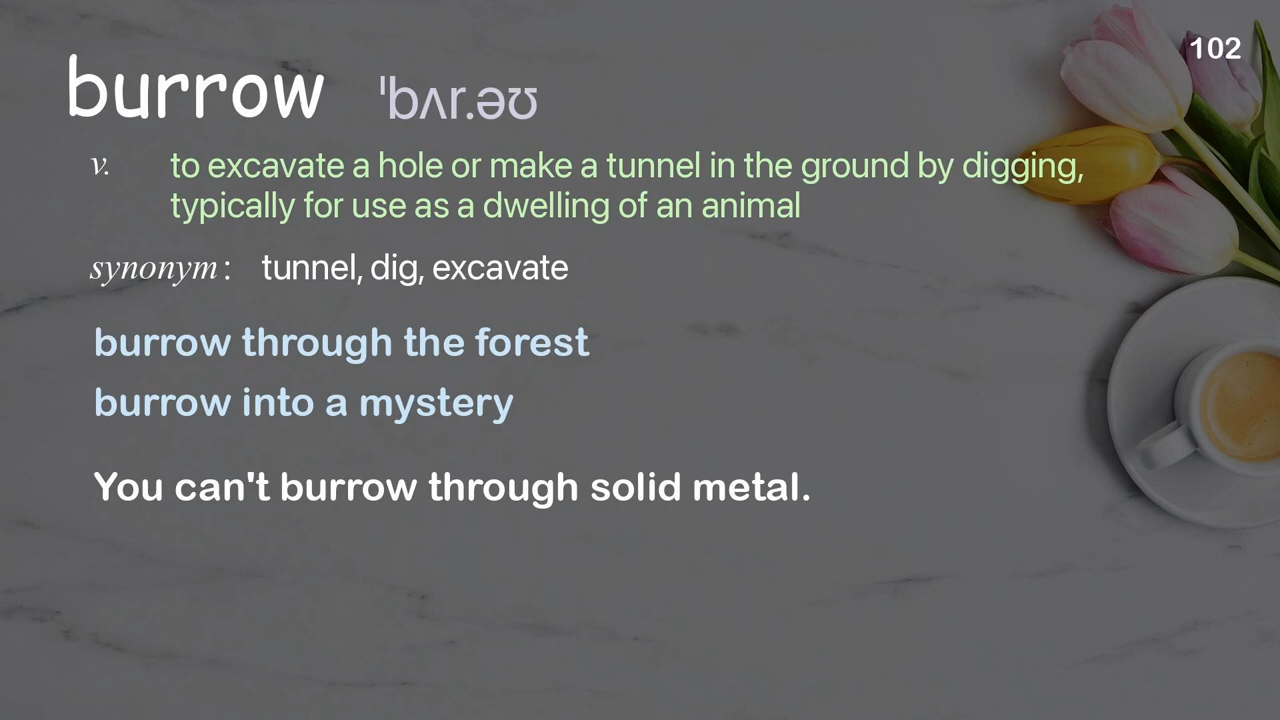 102
burrow ˈbʌr.əʊ
v. to excavate a hole or make a tunnel in the ground by digging,
typically for use as a dwelling of an animal
synonym: tunnel, dig, excavate
burrow through the forest
burrow into a mystery
You can't burrow through solid metal.